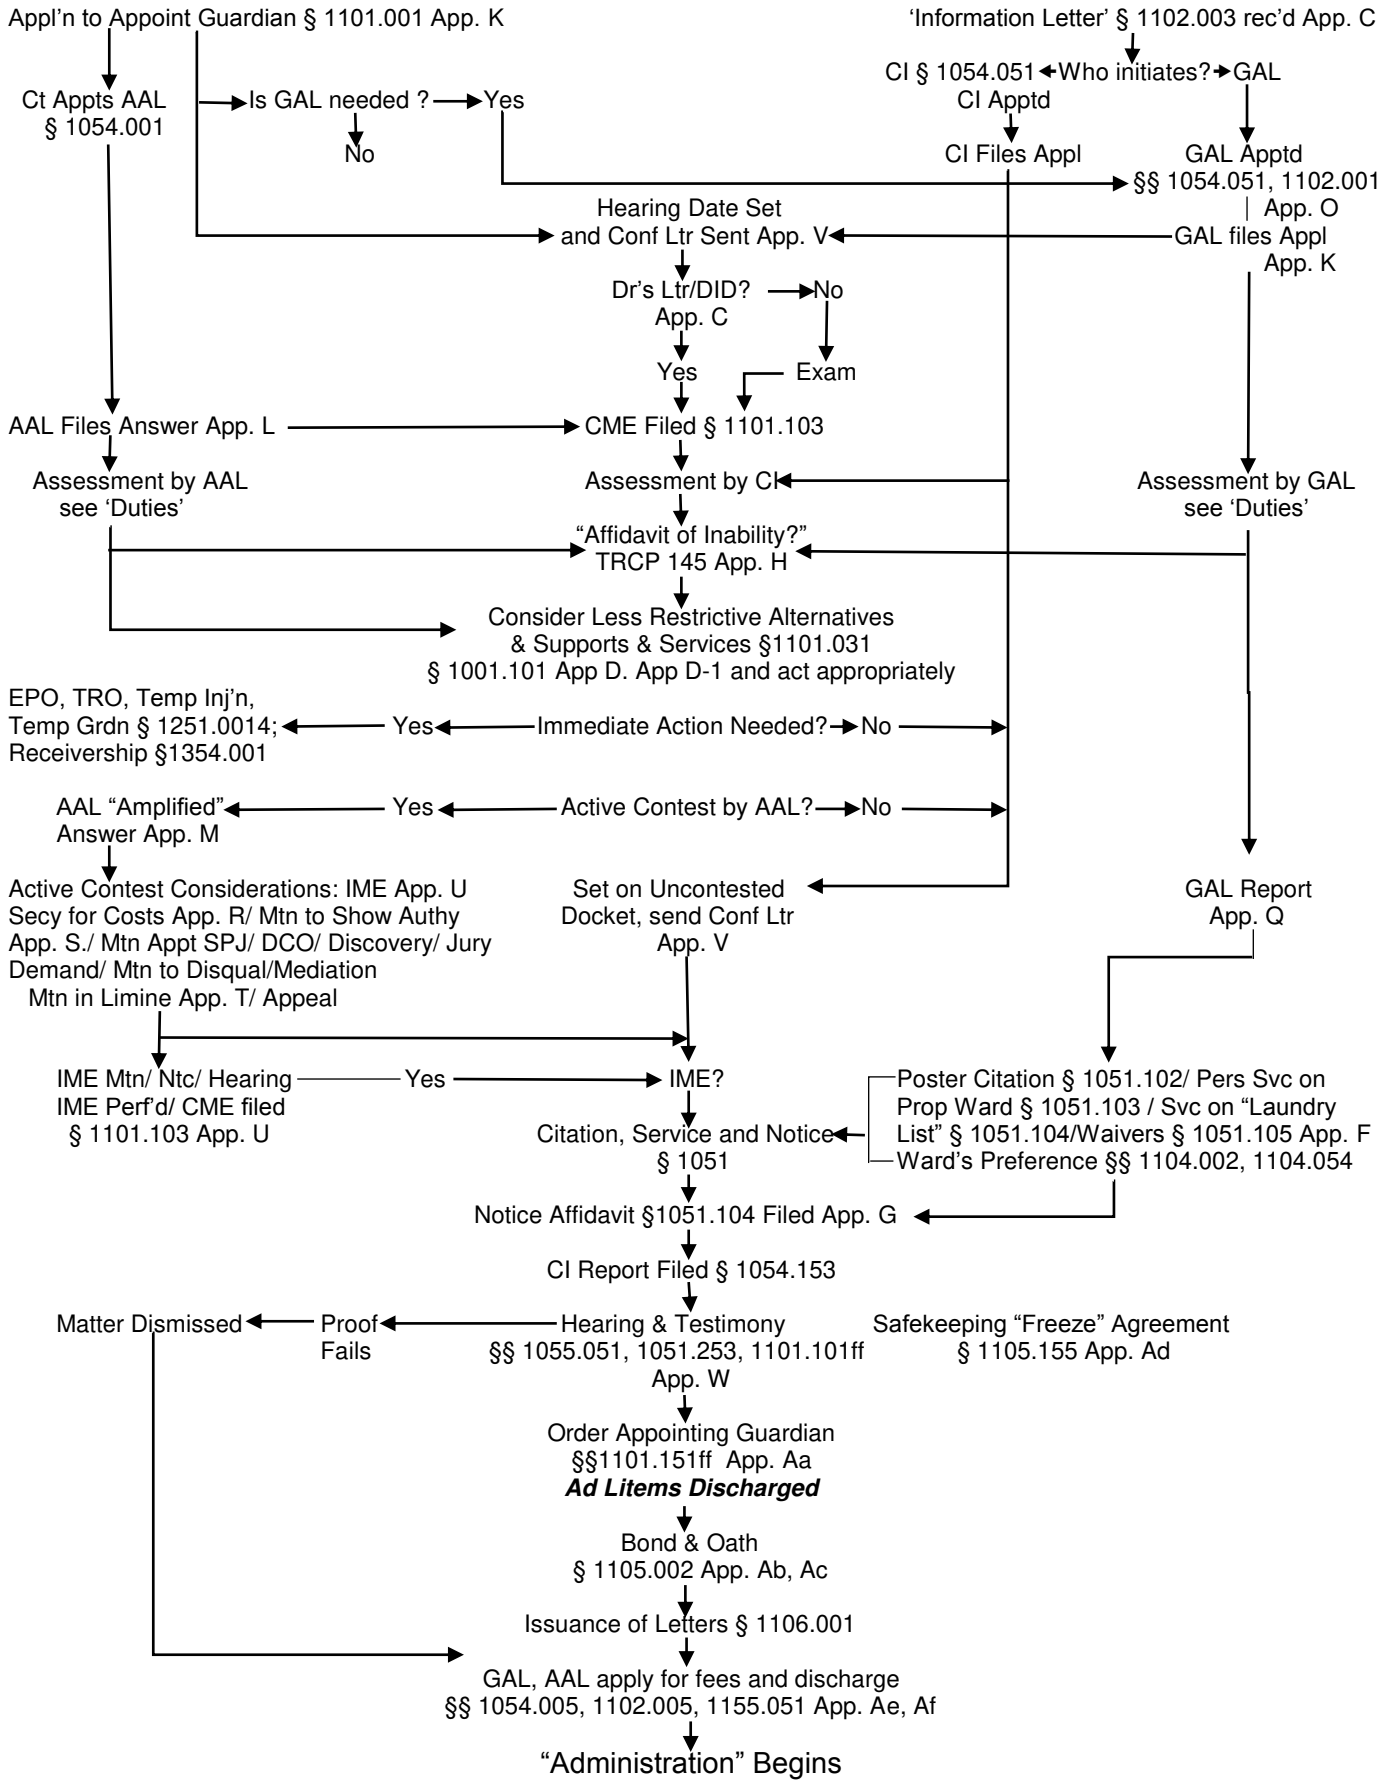 Appl'n to Appoint Guardian § 1101.001 App. K
‘Information Letter’ § 1102.003 rec’d App. C
CI § 1054.051
Who initiates?
GAL
CI Apptd
Ct Appts AAL
§ 1054.001
Is GAL needed ?
Yes
No
CI Files Appl
GAL Apptd
§§ 1054.051, 1102.001
App. O
Hearing Date Set
and Conf Ltr Sent App. V
GAL files Appl
App. K
Dr’s Ltr/DID?
App. C
No
Yes
Exam
AAL Files Answer App. L
CME Filed § 1101.103
Assessment by AAL
see ‘Duties’
Assessment by CI
Assessment by GAL
see ‘Duties’
“Affidavit of Inability?”
TRCP 145 App. H
Consider Less Restrictive Alternatives
& Supports & Services §1101.031
§ 1001.101 App D. App D-1 and act appropriately
EPO, TRO, Temp Inj’n,
Temp Grdn § 1251.0014;
Receivership §1354.001
Yes
Immediate Action Needed?
No
AAL “Amplified”
Answer App. M
Yes
Active Contest by AAL?
No
Active Contest Considerations: IME App. U
Secy for Costs App. R/ Mtn to Show Authy
App. S./ Mtn Appt SPJ/ DCO/ Discovery/ Jury
Demand/ Mtn to Disqual/Mediation
Mtn in Limine App. T/ Appeal
Set on Uncontested
Docket, send Conf Ltr
App. V
GAL Report
App. Q
IME Mtn/ Ntc/ Hearing
IME Perf’d/ CME filed
§ 1101.103 App. U
Yes
IME?
Poster Citation § 1051.102/ Pers Svc on
Prop Ward § 1051.103 / Svc on “Laundry
List” § 1051.104/Waivers § 1051.105 App. F
Ward’s Preference §§ 1104.002, 1104.054
Citation, Service and Notice
§ 1051
Notice Affidavit §1051.104 Filed App. G
CI Report Filed § 1054.153
Matter Dismissed
Proof
Fails
Hearing & Testimony
§§ 1055.051, 1051.253, 1101.101ff
App. W
Safekeeping “Freeze” Agreement
§ 1105.155 App. Ad
Order Appointing Guardian
§§1101.151ff App. Aa
Ad Litems Discharged
Bond & Oath
§ 1105.002 App. Ab, Ac
Issuance of Letters § 1106.001
GAL, AAL apply for fees and discharge
§§ 1054.005, 1102.005, 1155.051 App. Ae, Af
“Administration” Begins